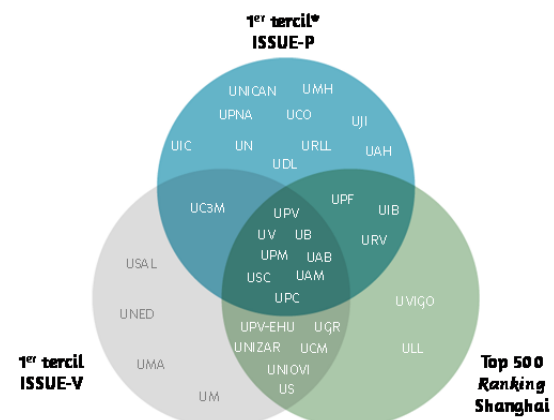 1er tercil*
ISSUE-P
UNICAN UMH
UPNA UCO
UJI
UIC UN URLL
UAH
UDL
UC3M
UPV
UPF
UIB
UV UB
URV
UPM UAB
USAL
USC UAM
UPC
UVIGO
UNED
UPV-EHU UGR
UNIZAR UCM
ULL
UNIOVI
UMA
US
UM
1er tercil
ISSUE-V
Top 500
Ranking
Shanghai